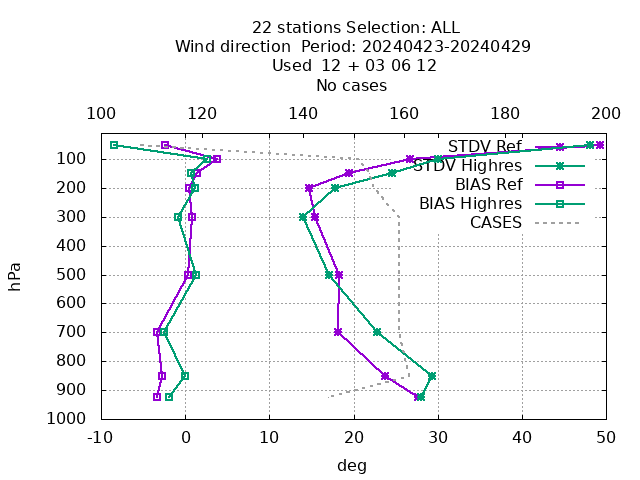 22 stations Selection: ALL
Wind direction  Period: 20240423-20240429
Used  12 + 03 06 12
No cases
100 120 140 160 180 200
STDV Ref
STDV Highres
BIAS Ref
BIAS Highres
CASES
hPa
100
200
300
400
500
600
700
800
900
1000
-10 0 10 20 30 40 50
deg